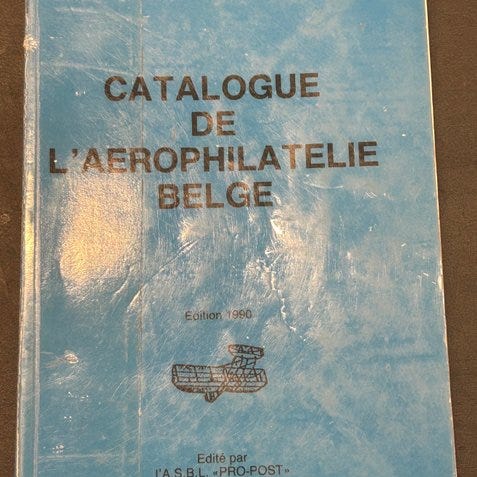 CATALOGUE
DE
L'AEROPHILATELIE
BELGE
Edition 1990
Edité par
l'A.S.B.L. «PRO-POST»